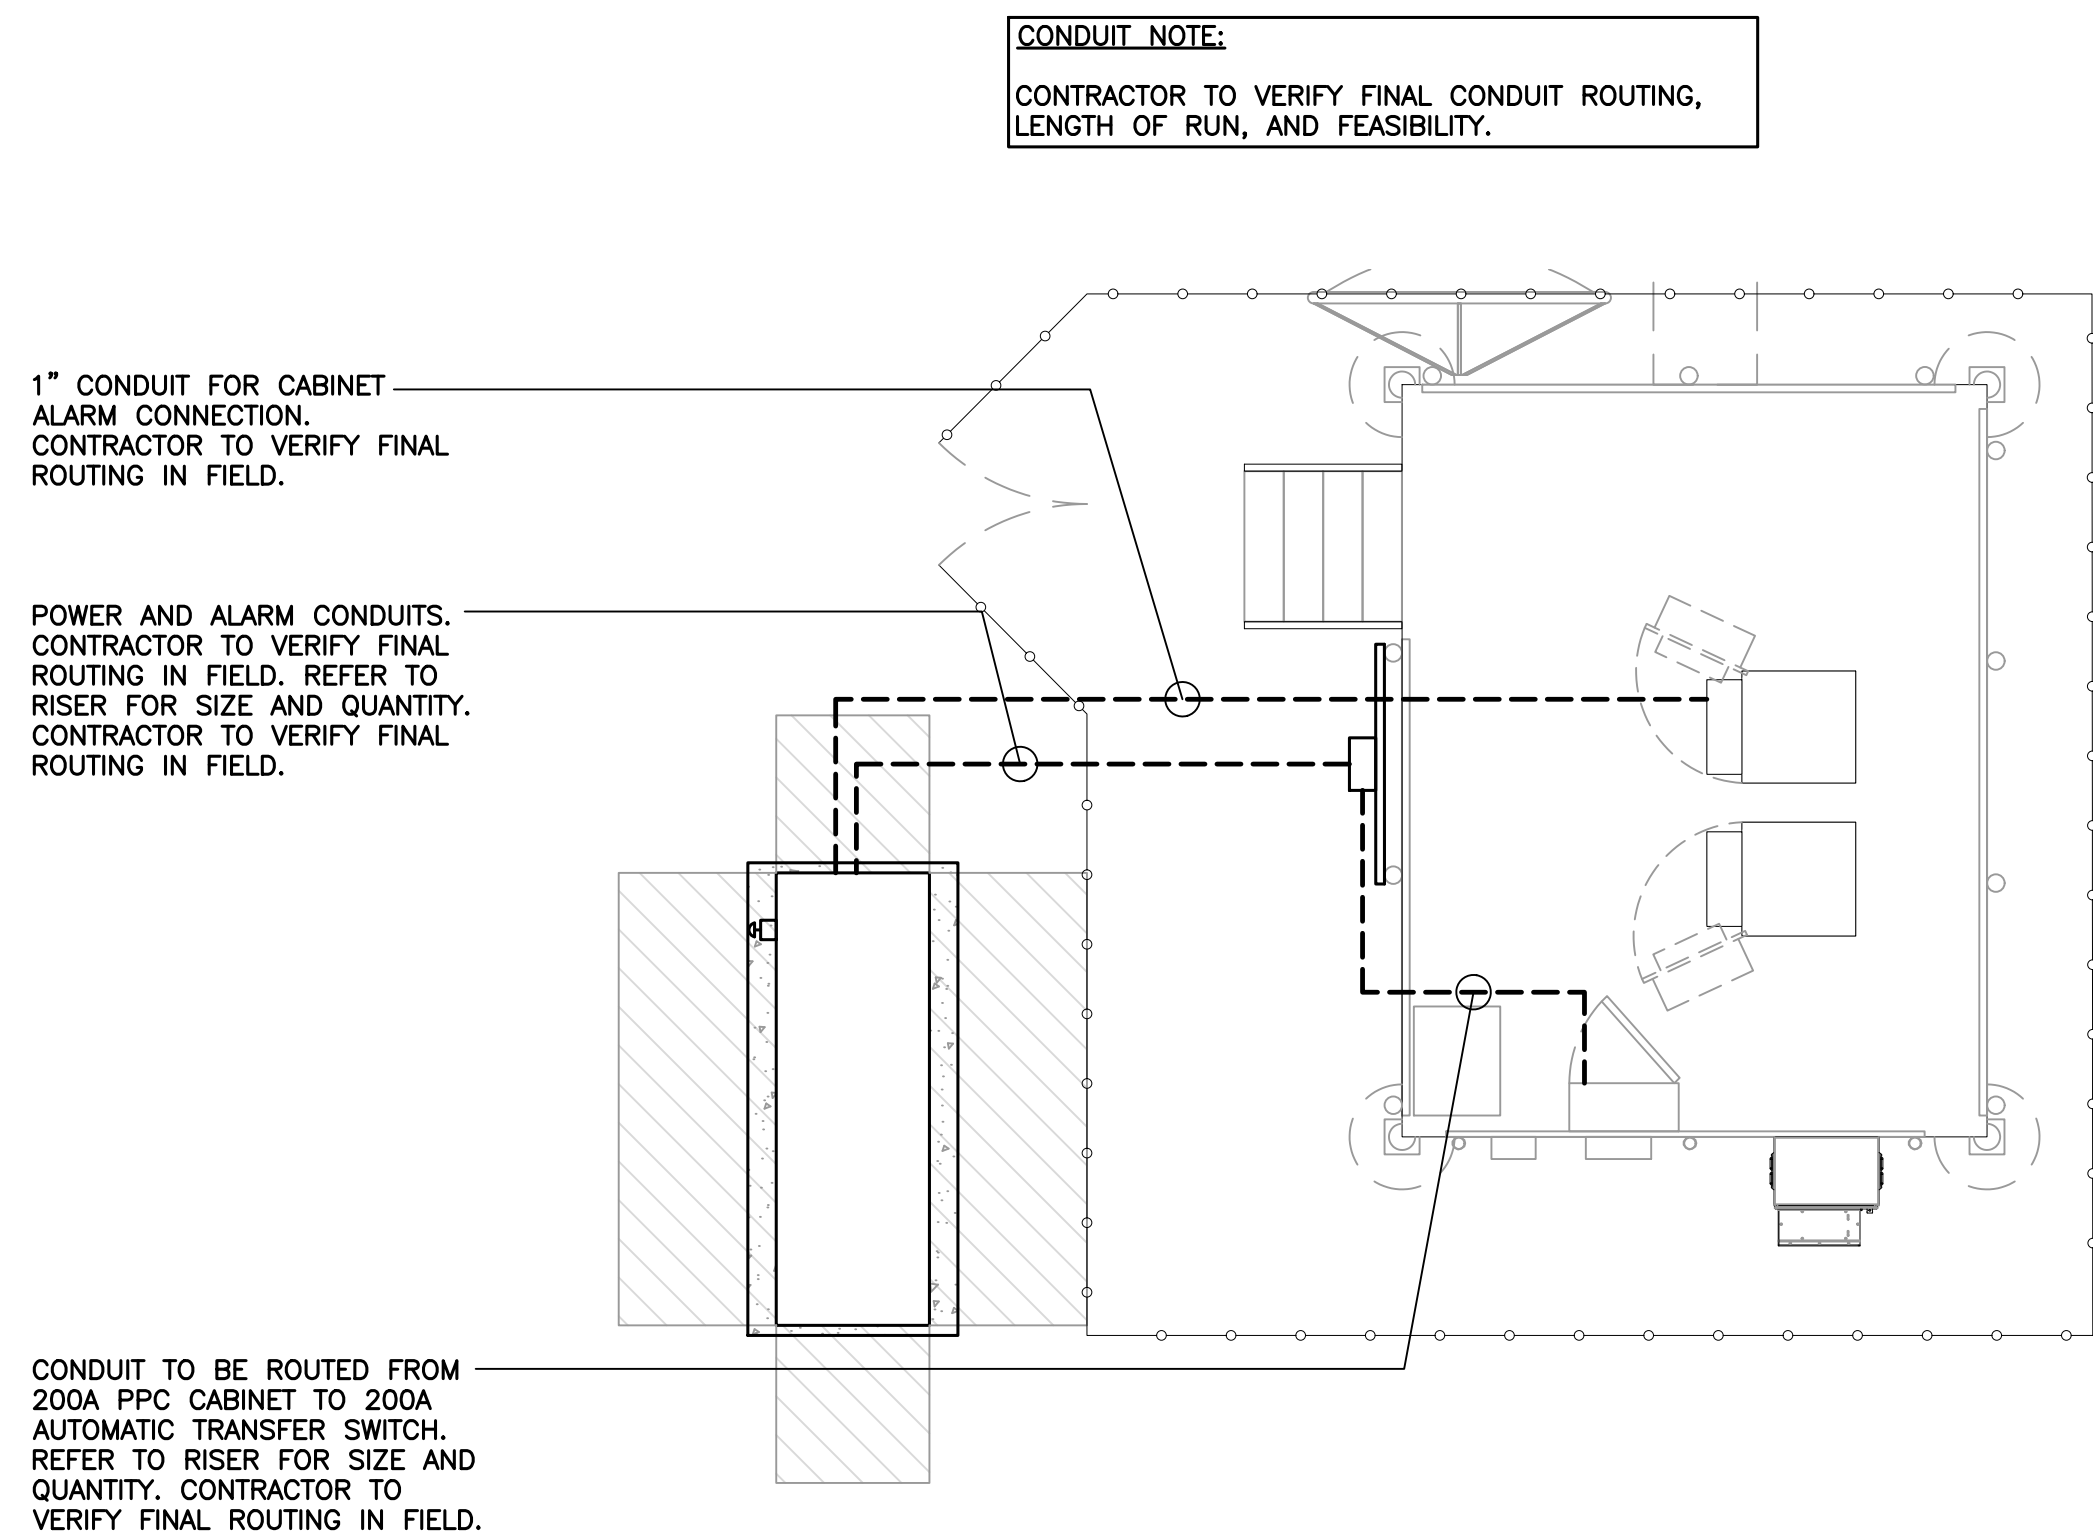 CONDUIT NOTE:
CONTRACTOR TO VERIFY FINAL CONDUIT ROUTING,
LENGTH OF RUN, AND FEASIBILITY.
1" CONDUIT FOR CABINET
ALARM CONNECTION.
CONTRACTOR TO VERIFY FINAL
ROUTING IN FIELD.
POWER AND ALARM CONDUITS.
CONTRACTOR TO VERIFY FINAL
ROUTING IN FIELD. REFER TO
RISER FOR SIZE AND QUANTITY.
CONTRACTOR TO VERIFY FINAL
ROUTING IN FIELD.
CONDUIT TO BE ROUTED FROM
200A PPC CABINET TO 200A
AUTOMATIC TRANSFER SWITCH.
REFER TO RISER FOR SIZE AND
QUANTITY. CONTRACTOR TO
VERIFY FINAL ROUTING IN FIELD.